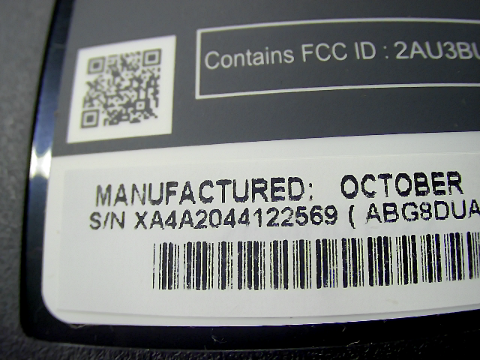 Contains FCC ID : 2AU3BU
MANUFACTURED: OCTOBER
S/N XA4A2044122569 ( ABG8DUA